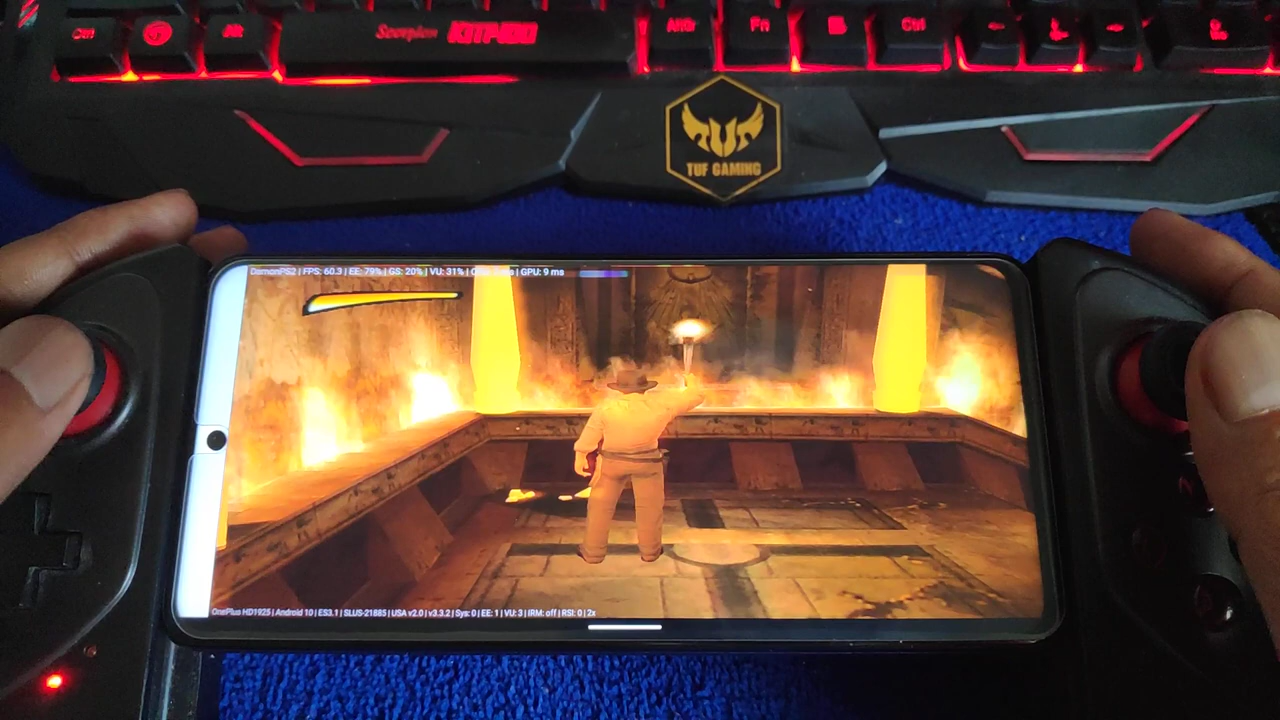 Ctrl
Alt
Scorpion KITP400
AltGr
Fn
Ctrl
TUF GAMING
DamonPS2 | FPS: 60.3 | EE: 79% | GS: 20% | VU: 31% | GPU: 9 ms
OnePlus HD1925 | Android 10 | ES3.1 | SLUS-21885 | USA v2.0 | v3.3.2 | Sys: 0 | EE: 1 | VU: 3 | IRM: off | RSI: 0 | 2x